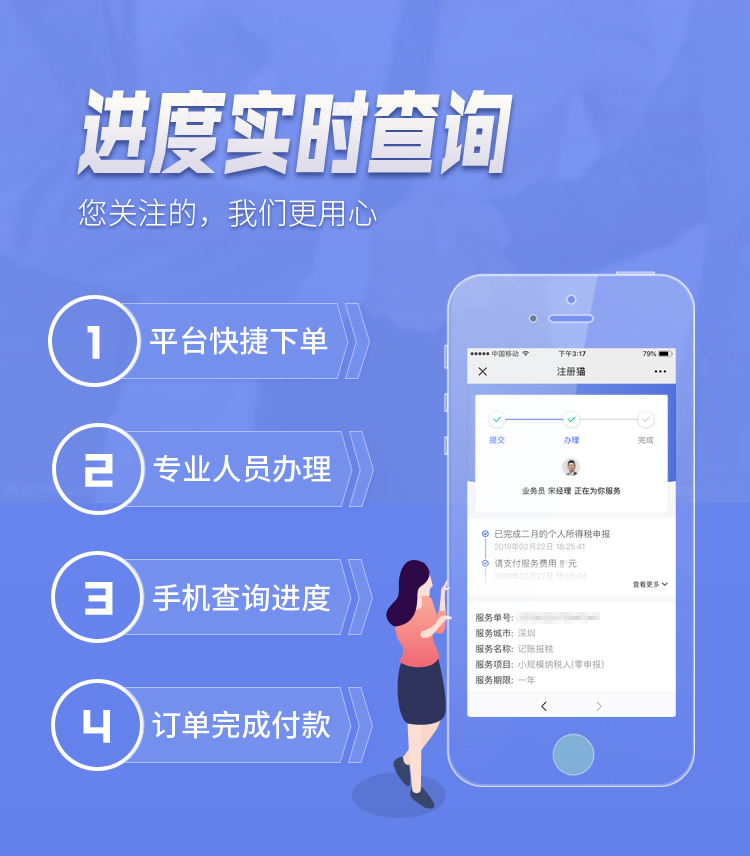 进度实时查询
您关注的，我们更用心
1 平台快捷下单
2 专业人员办理
3 手机查询进度
4 订单完成付款
中国移动 下午3:17 79%
注册猫
提交 办理 完成
业务员 宋经理 正在为你服务
已完成二月的个人所得税申报
2019年02月22日 18:25:41
请支付服务费用 元
2019年02月22日 18:25:04
查看更多
服务单号:
服务城市: 深圳
服务名称: 记账报税
服务项目: 小规模纳税人(零申报)
服务期限: 一年